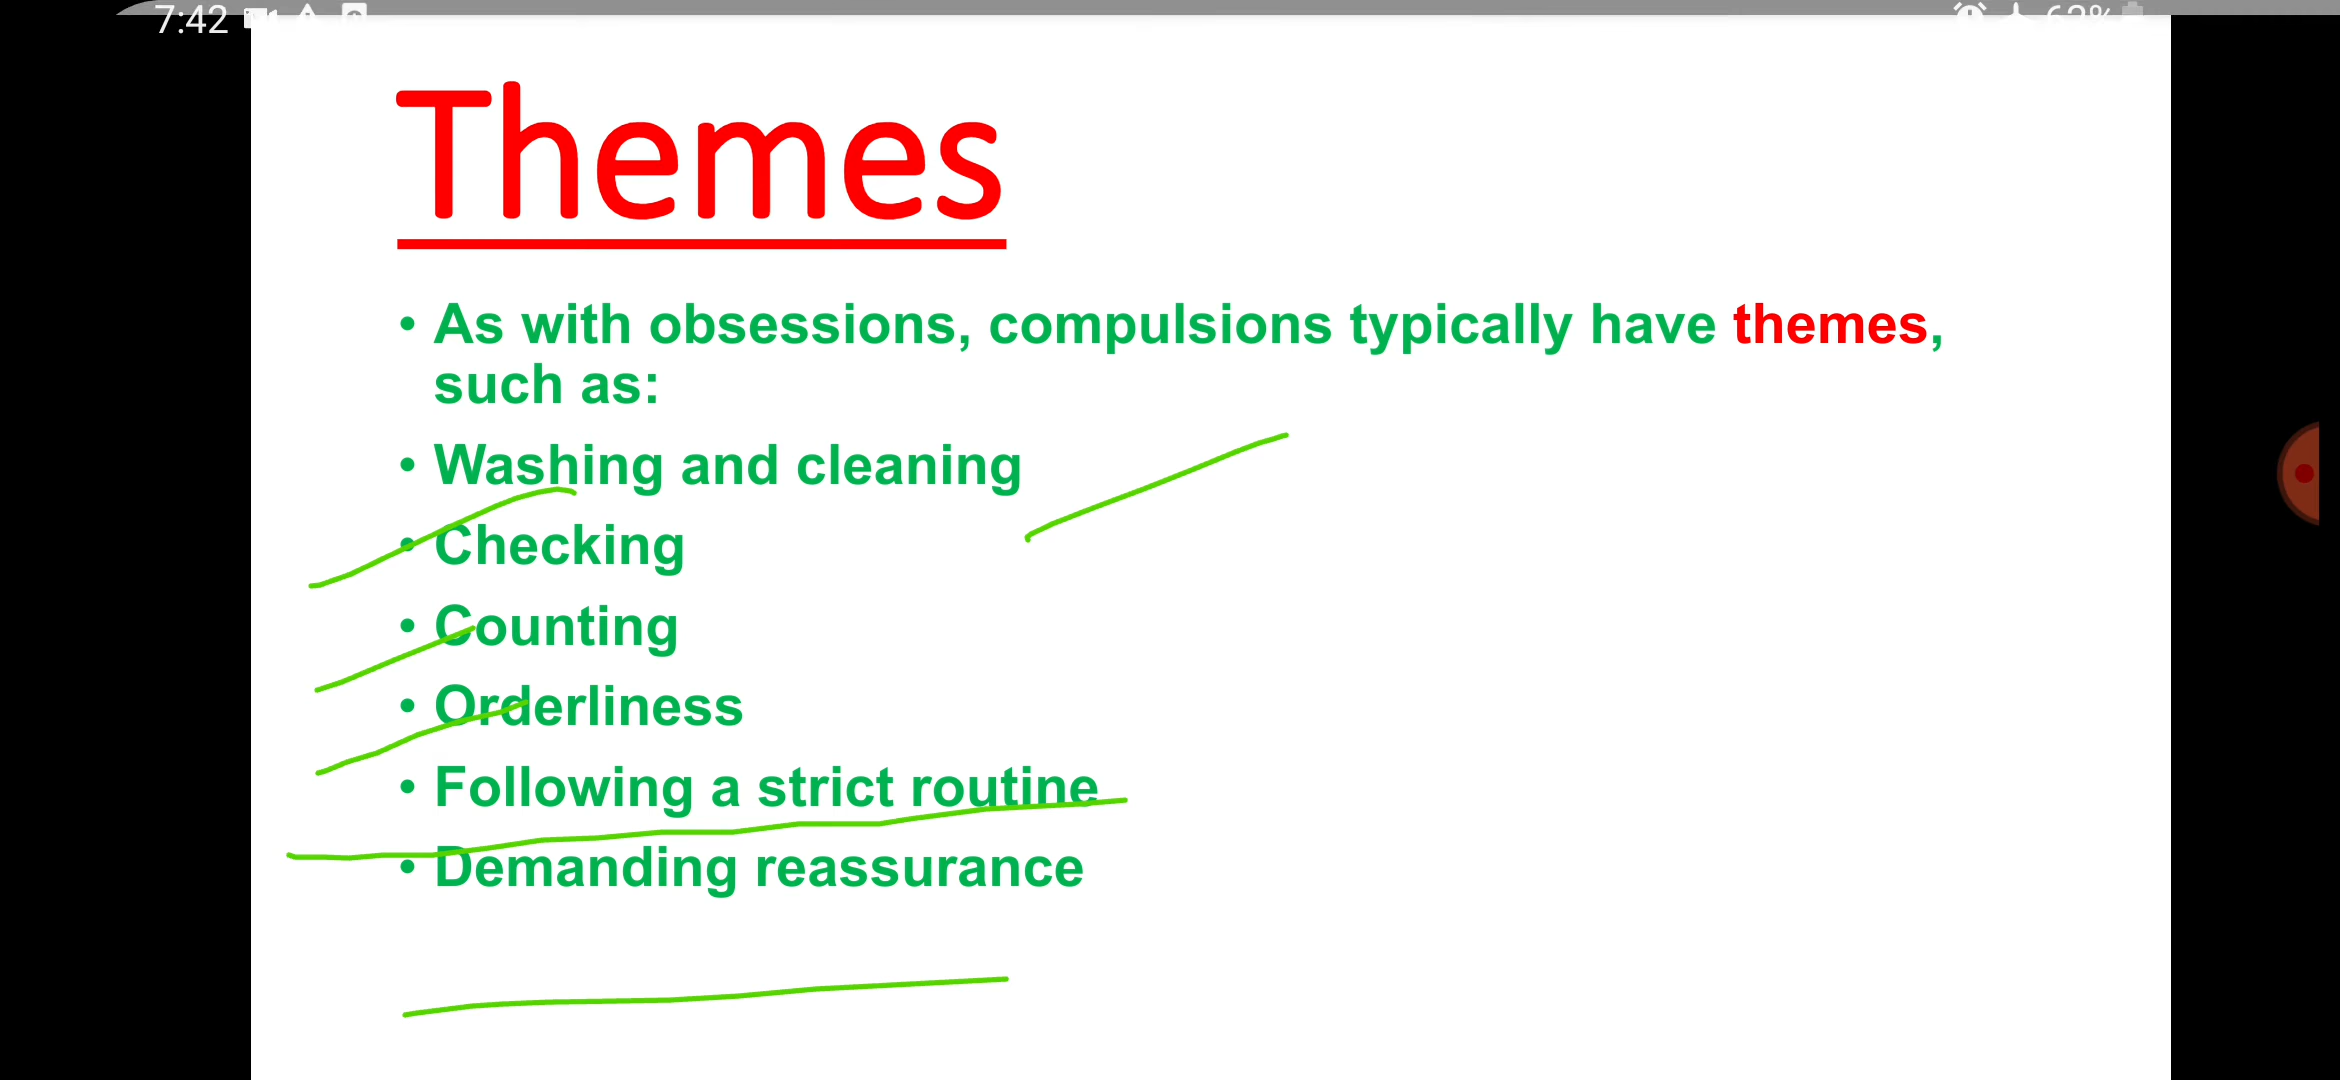 7:42
Themes
• As with obsessions, compulsions typically have themes,
such as:
• Washing and cleaning
• Checking
• Counting
• Orderliness
• Following a strict routine
• Demanding reassurance